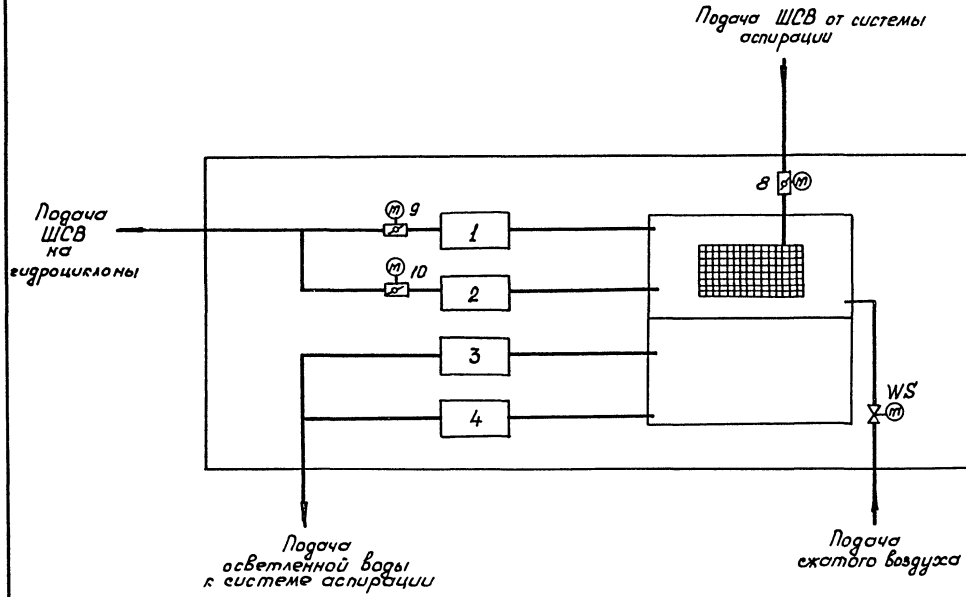 Подача ШСВ от системы
аспирации
8
m
Подача
ШСВ
на
гидроциклоны
m 9
1
m 10
2
3
4
WS
m
Подача
осветленной воды
к системе аспирации
Подача
сжатого воздуха